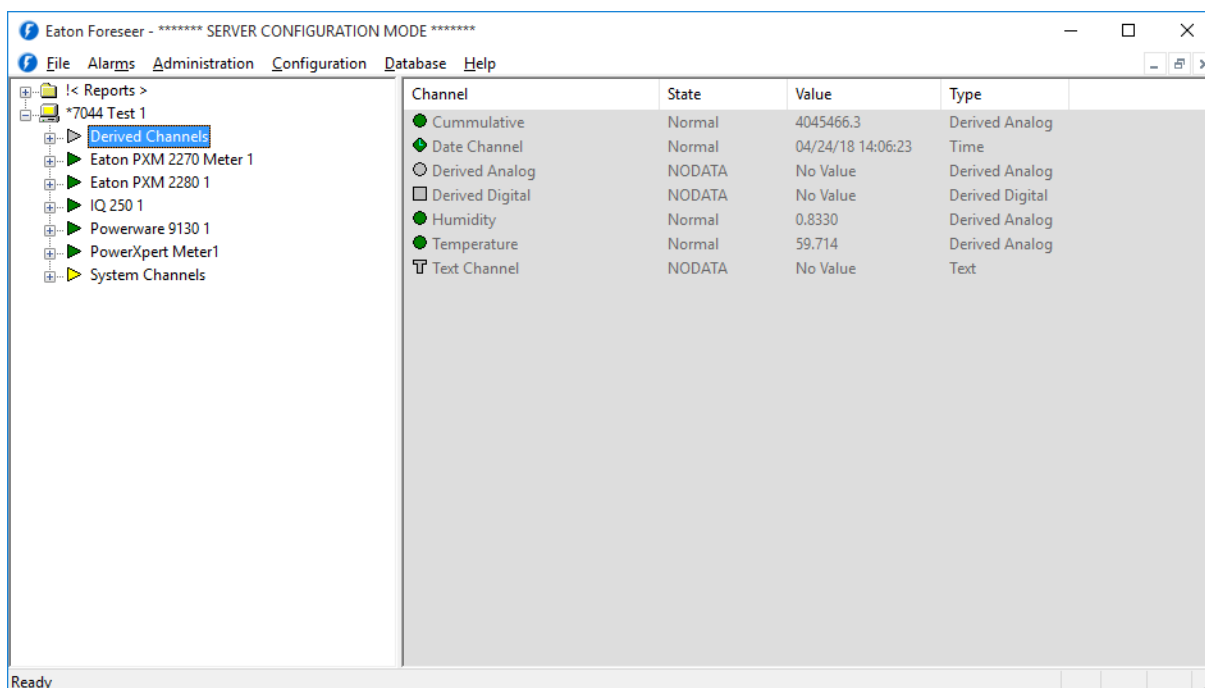 Eaton Foreseer - ******* SERVER CONFIGURATION MODE *******
File Alarms Administration Configuration Database Help
!< Reports >
*7044 Test 1
Derived Channels
Eaton PXM 2270 Meter 1
Eaton PXM 2280 1
IQ 250 1
Powerware 9130 1
PowerXpert Meter1
System Channels
Channel State Value Type
Cummulative Normal 4045466.3 Derived Analog
Date Channel Normal 04/24/18 14:06:23 Time
Derived Analog NODATA No Value Derived Analog
Derived Digital NODATA No Value Derived Digital
Humidity Normal 0.8330 Derived Analog
Temperature Normal 59.714 Derived Analog
Text Channel NODATA No Value Text
Ready